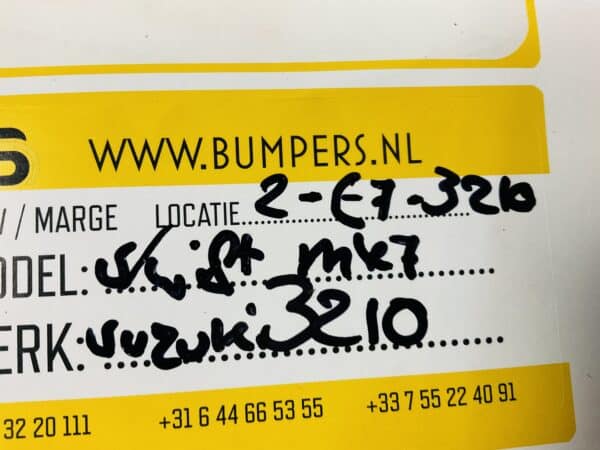 S WWW.BUMPERS.NL
W / MARGE LOCATIE 2-E7-3210
ODEL: swift mk7
ERK: suzuki 3210
32 20 111 +31 6 44 66 53 55 +33 7 55 22 40 91